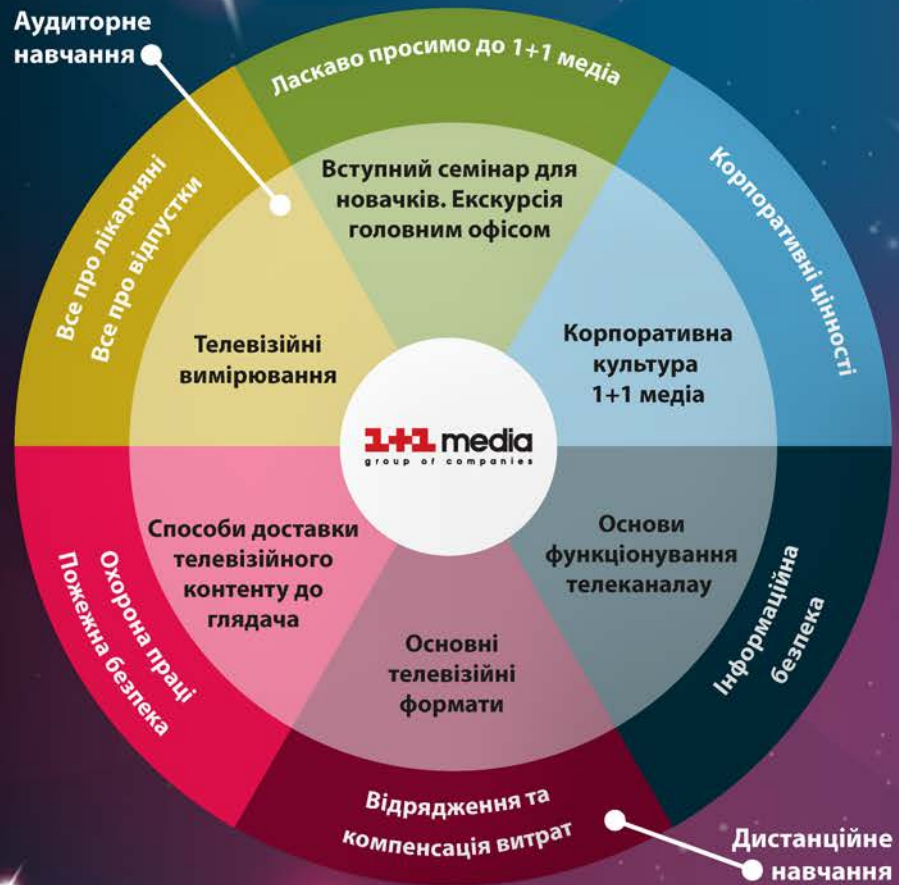 Аудиторне
навчання
Ласкаво просимо до 1+1 медіа
Вступний семінар для
новачків. Екскурсія
головним офісом
Корпоративні цінності
Корпоративна
культура
1+1 медіа
Інформаційна
безпека
Основи
функціонування
телеканалау
Відрядження та
компенсація витрат
Основні
телевізійні
формати
Охорона праці
Пожежна безпека
Способи доставки
телевізійного
контенту до
глядача
Все про лікарняні
Все про відпустки
Телевізійні
вимірювання
1+1 media
group of companies
Дистанційне
навчання